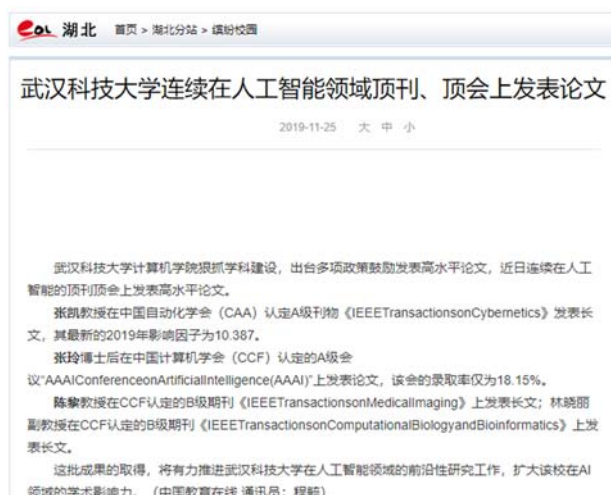 eol 湖北 首页 > 湖北分站 > 缤纷校园
武汉科技大学连续在人工智能领域顶刊、顶会上发表论文
2019-11-25 大 中 小
武汉科技大学计算机学院狠抓学科建设，出台多项政策鼓励发表高水平论文，近日连续在人工
智能的顶刊顶会上发表高水平论文。
张凯教授在中国自动化学会（CAA）认定A级刊物《IEEETransactionsonCybernetics》发表长
文，其最新的2019年影响因子为10.387。
张玲博士后在中国计算机学会（CCF）认定的A级会
议“AAAIConferenceonArtificialIntelligence(AAAI)”上发表论文，该会的录取率仅为18.15%。
陈黎教授在CCF认定的B级期刊《IEEETransactionsonMedicalImaging》上发表长文；林晓丽
副教授在CCF认定的B级期刊《IEEETransactionsonComputationalBiologyandBioinformatics》上发
表长文。
这批成果的取得，将有力推进武汉科技大学在人工智能领域的前沿性研究工作，扩大该校在AI
领域的学术影响力。（中国教育在线 通讯员：程毓）